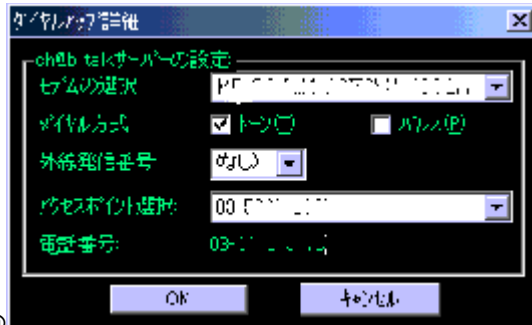 ダイヤルアップ詳細
ch@b talkサーバーの設定:
モデムの選択
ダイヤル方式 トーン(T) パルス(P)
外線発信番号 なし
アクセスポイント選択: 03-
電話番号: 03-
OK キャンセル